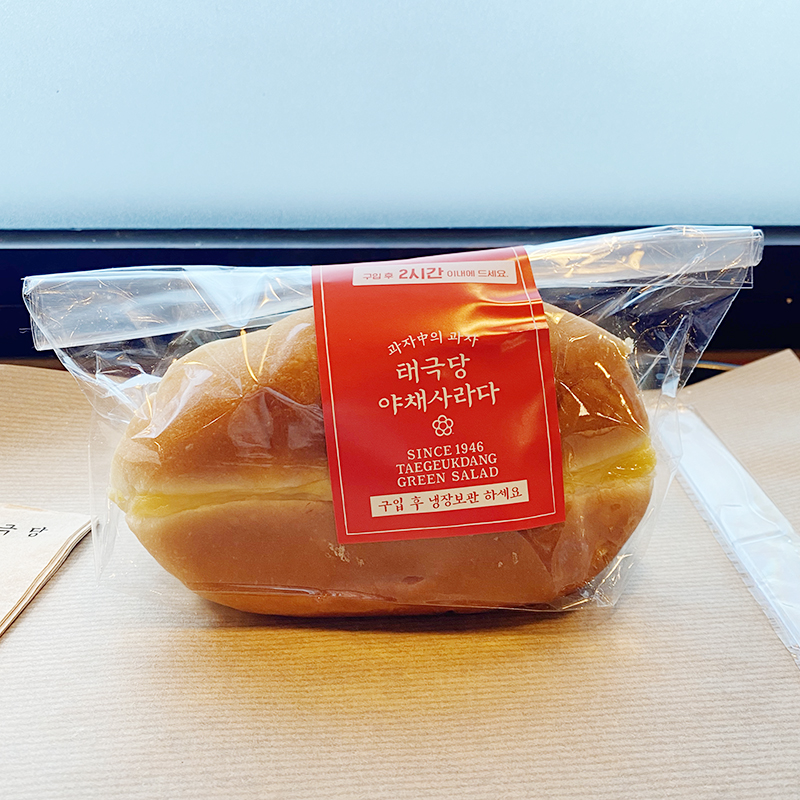 구입 후 2시간 이내에 드세요.
과자中의 과자
태극당
야채사라다
SINCE 1946
TAEGEUKDANG
GREEN SALAD
구입 후 냉장보관 하세요
극당